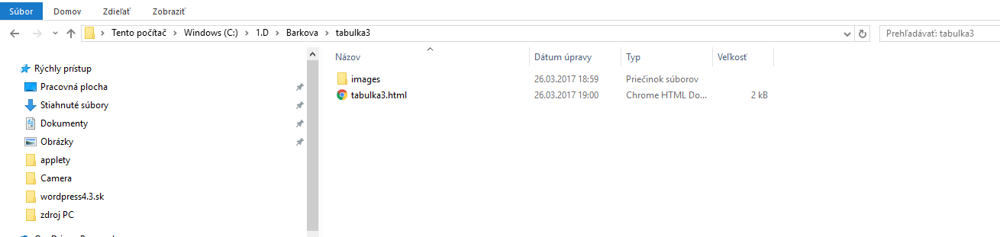 Súbor Domov Zdieľať Zobraziť
Tento počítač Windows (C:) 1.D Barkova tabulka3 Prehľadávať: tabulka3
Rýchly prístup
Pracovná plocha
Stiahnuté súbory
Dokumenty
Obrázky
applety
Camera
wordpress4.3.sk
zdroj PC
Názov Dátum úpravy Typ Veľkosť
images 26.03.2017 18:59 Priečinok súborov
tabulka3.html 26.03.2017 19:00 Chrome HTML Do... 2 kB